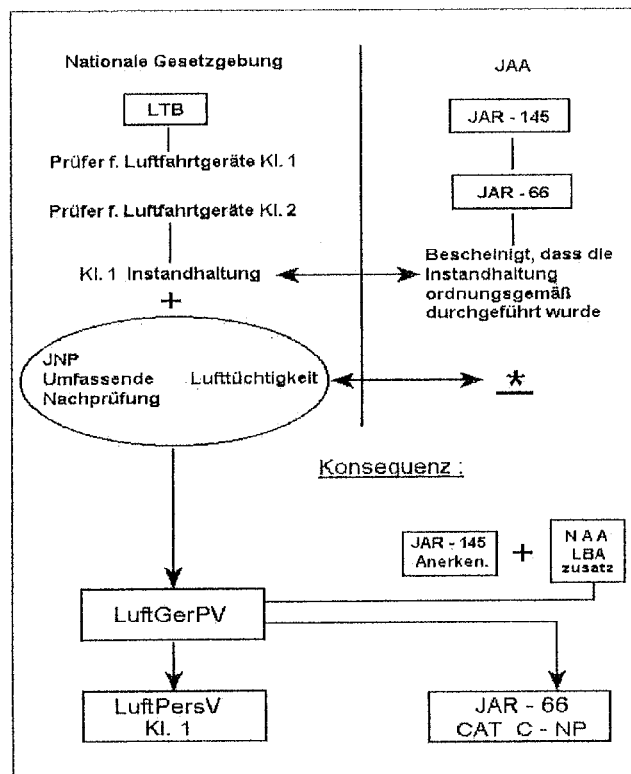 Nationale Gesetzgebung
LTB
Prüfer f. Luftfahrtgeräte Kl. 1
Prüfer f. Luftfahrtgeräte Kl. 2
Kl. 1 Instandhaltung
+
JNP
Umfassende
Nachprüfung
Lufttüchtigkeit
JAA
JAR - 145
JAR - 66
Bescheinigt, dass die
Instandhaltung
ordnungsgemäß
durchgeführt wurde
*
Konsequenz :
JAR - 145
Anerken.
+
N A A
LBA
zusatz
LuftGerPV
LuftPersV
Kl. 1
JAR - 66
CAT C - NP